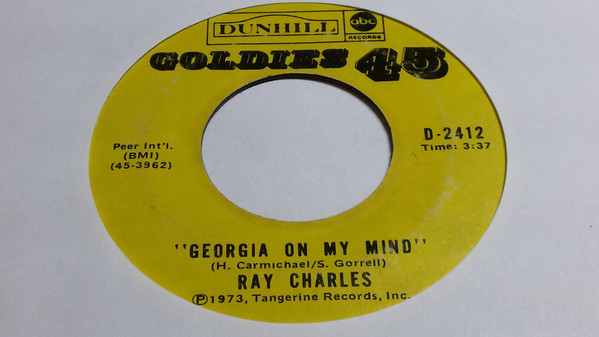 DUNHILL abc
RECORDS
GOLDIES 45
Peer Int'l.
(BMI)
(45-3962)
D-2412
Time: 3:37
"GEORGIA ON MY MIND"
(H. Carmichael/S. Gorrell)
RAY CHARLES
Ⓟ1973, Tangerine Records, Inc.